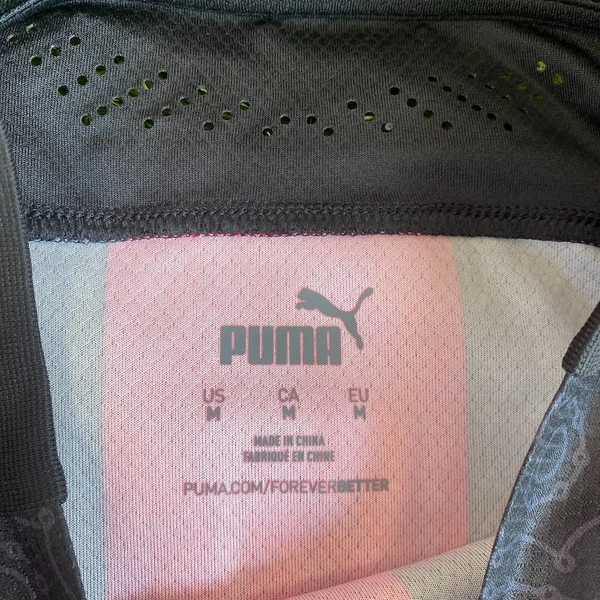 PUMA
US CA EU
M M M
MADE IN CHINA
FABRIQUÉ EN CHINE
PUMA.COM/FOREVERBETTER